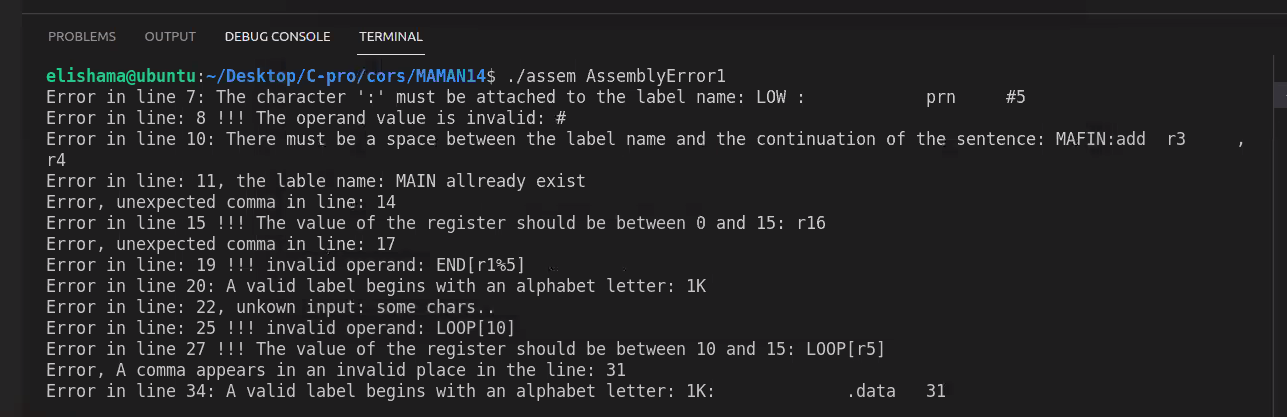 PROBLEMS OUTPUT DEBUG CONSOLE TERMINAL
elishama@ubuntu:~/Desktop/C-pro/cors/MAMAN14$ ./assem AssemblyError1
Error in line 7: The character ':' must be attached to the label name: LOW :            prn     #5
Error in line: 8 !!! The operand value is invalid: #
Error in line 10: There must be a space between the label name and the continuation of the sentence: MAFIN:add  r3     ,
r4
Error in line: 11, the lable name: MAIN allready exist
Error, unexpected comma in line: 14
Error in line 15 !!! The value of the register should be between 0 and 15: r16
Error, unexpected comma in line: 17
Error in line: 19 !!! invalid operand: END[r1%5]
Error in line 20: A valid label begins with an alphabet letter: 1K
Error in line: 22, unkown input: some chars..
Error in line: 25 !!! invalid operand: LOOP[10]
Error in line 27 !!! The value of the register should be between 10 and 15: LOOP[r5]
Error, A comma appears in an invalid place in the line: 31
Error in line 34: A valid label begins with an alphabet letter: 1K:             .data   31